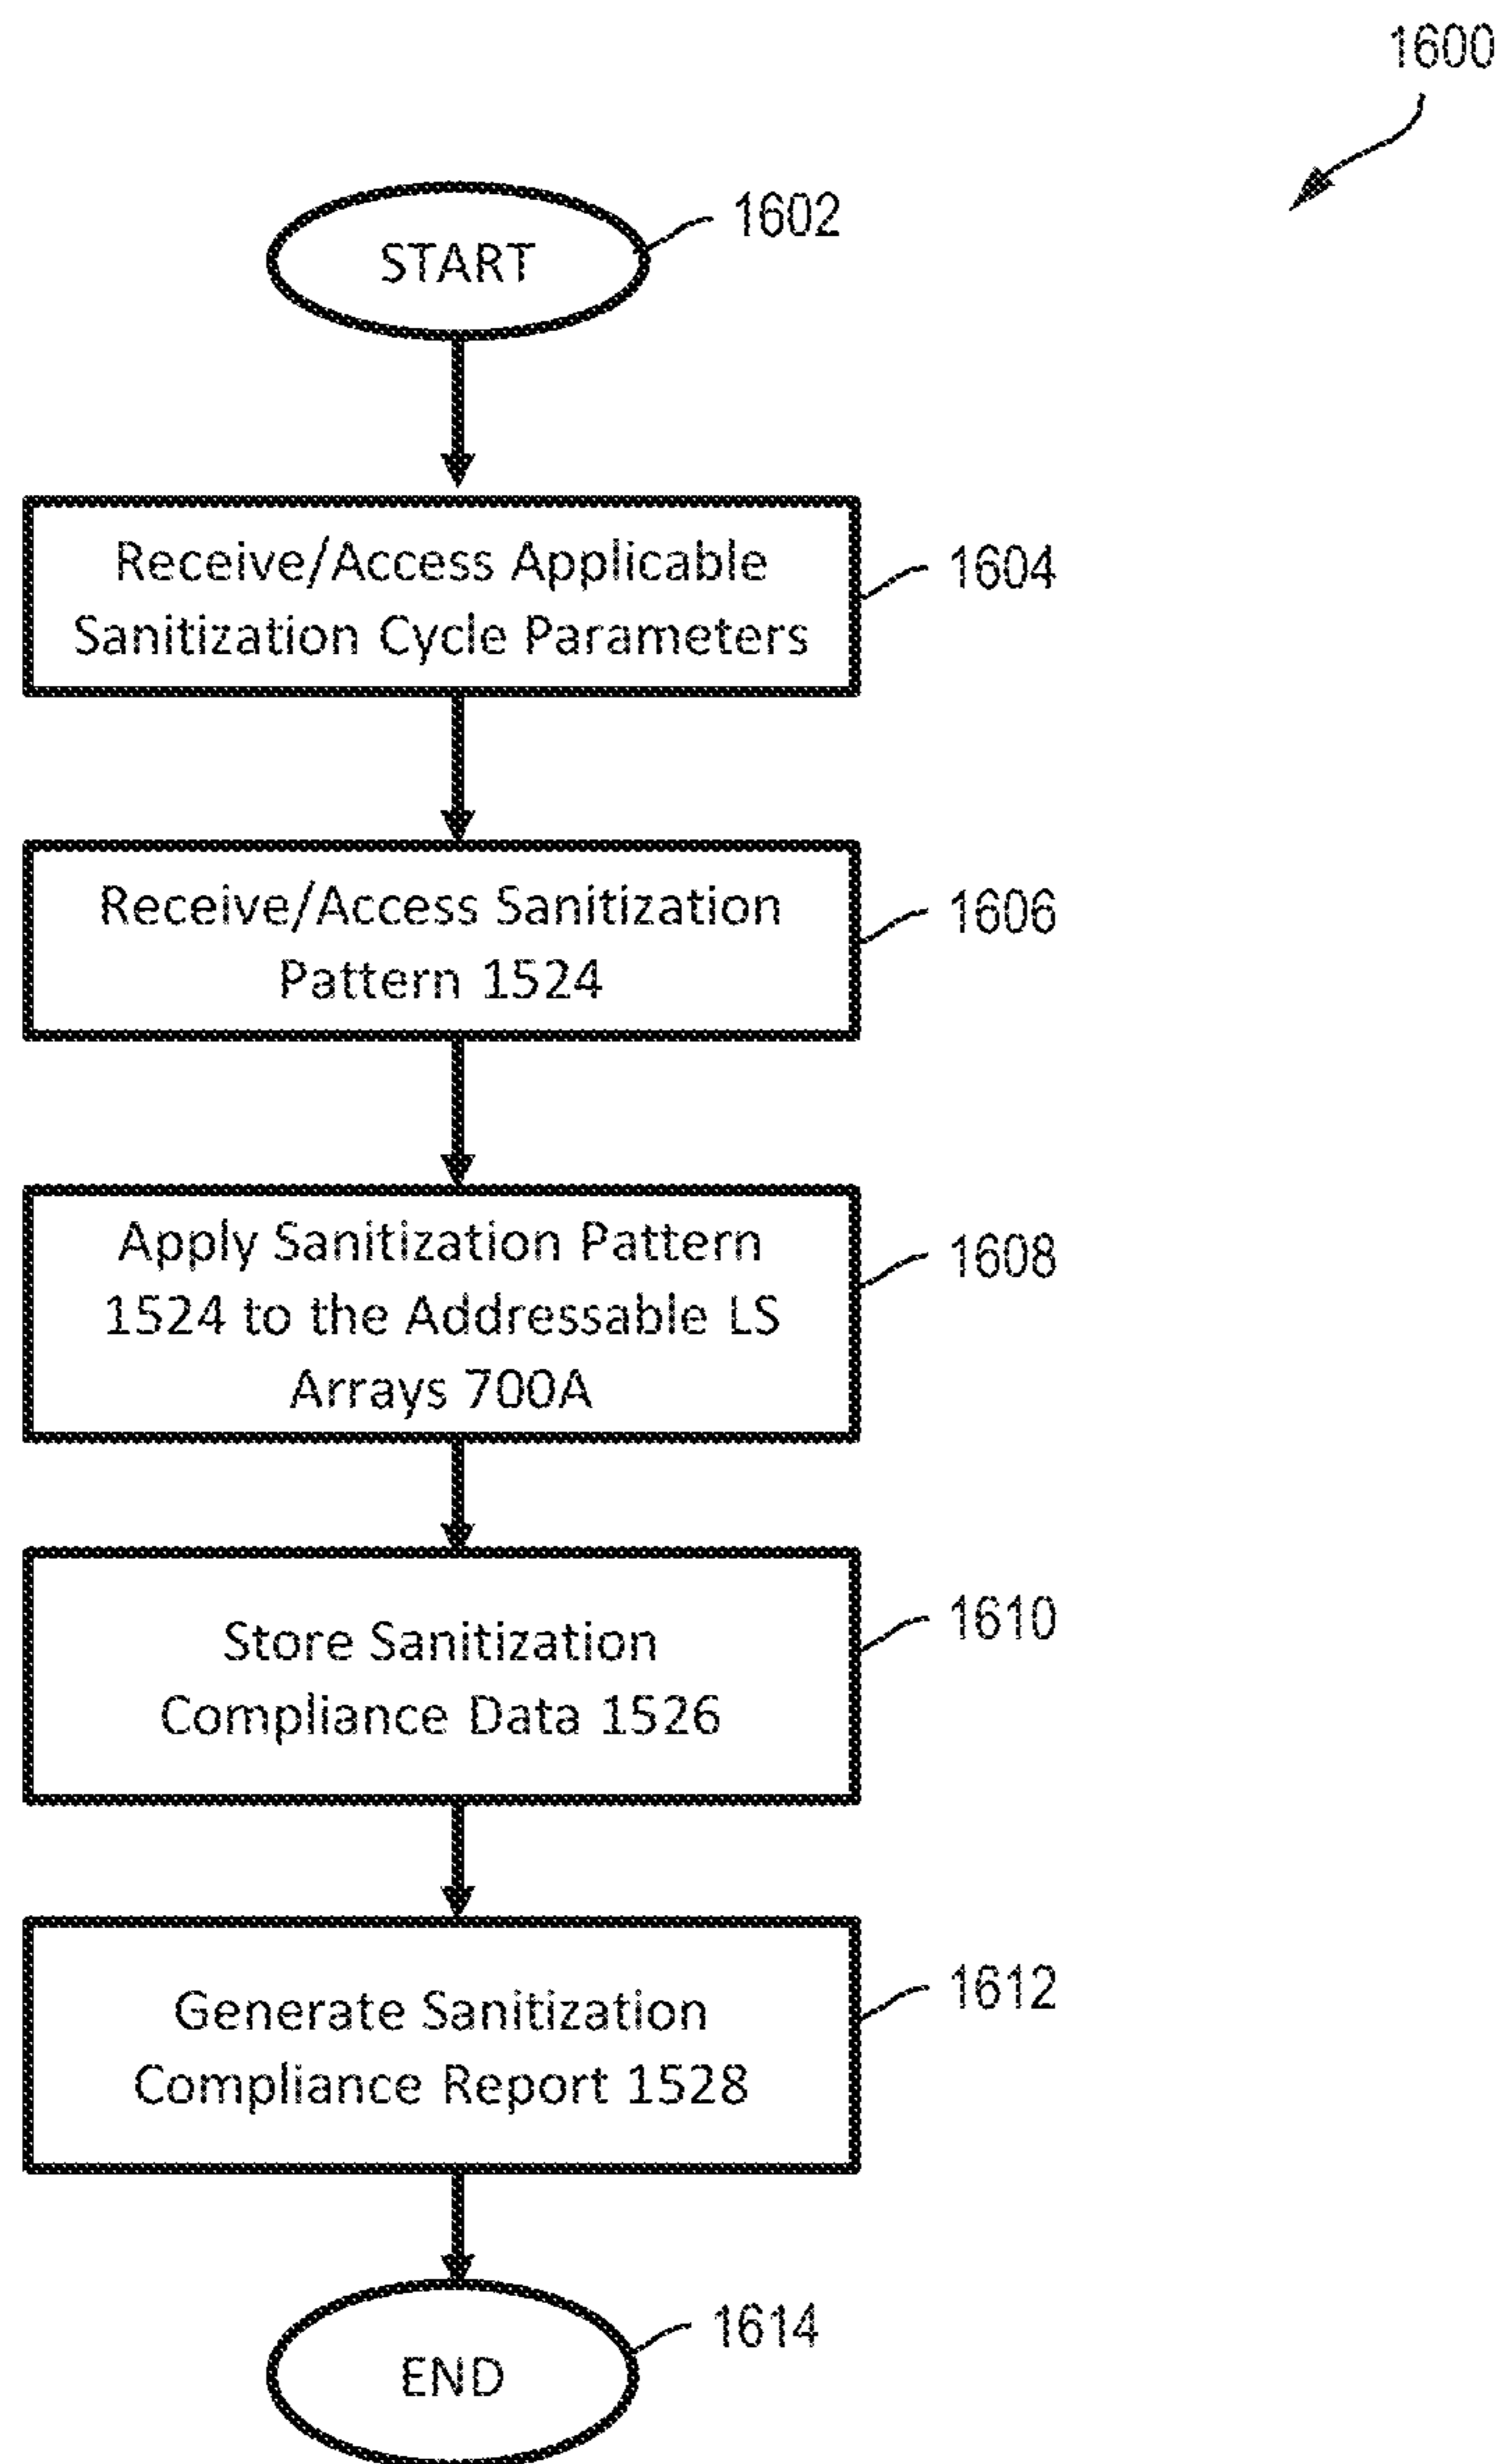 1600
1602
START
Receive/Access Applicable
Sanitization Cycle Parameters
1604
Receive/Access Sanitization
Pattern 1524
1606
Apply Sanitization Pattern
1524 to the Addressable LS
Arrays 700A
1608
Store Sanitization
Compliance Data 1526
1610
Generate Sanitization
Compliance Report 1528
1612
1614
END